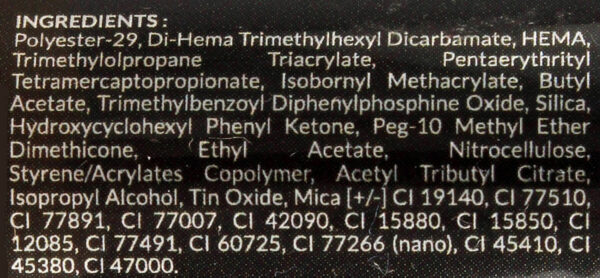 INGREDIENTS :
Polyester-29, Di-Hema Trimethylhexyl Dicarbamate, HEMA,
Trimethylolpropane Triacrylate, Pentaerythrityl
Tetramercaptopropionate, Isobornyl Methacrylate, Butyl
Acetate, Trimethylbenzoyl Diphenylphosphine Oxide, Silica,
Hydroxycyclohexyl Phenyl Ketone, Peg-10 Methyl Ether
Dimethicone, Ethyl Acetate, Nitrocellulose,
Styrene/Acrylates Copolymer, Acetyl Tributyl Citrate,
Isopropyl Alcohol, Tin Oxide, Mica [+/-] CI 19140, CI 77510,
CI 77891, CI 77007, CI 42090, CI 15880, CI 15850, CI
12085, CI 77491, CI 60725, CI 77266 (nano), CI 45410, CI
45380, CI 47000.